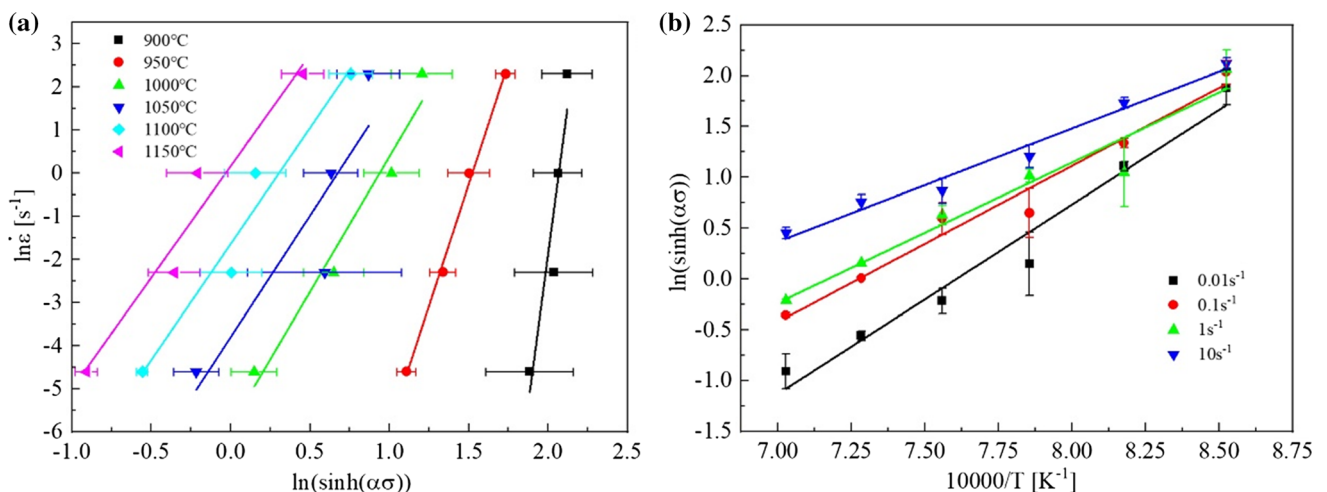 (a)
900°C
950°C
1000°C
1050°C
1100°C
1150°C
3
2
1
0
-1
-2
-3
-4
-5
-6
lnε̇ [s⁻¹]
-1.0 -0.5 0.0 0.5 1.0 1.5 2.0 2.5
ln(sinh(ασ))
(b)
2.5
2.0
1.5
1.0
0.5
0.0
-0.5
-1.0
-1.5
ln(sinh(ασ))
0.01s⁻¹
0.1s⁻¹
1s⁻¹
10s⁻¹
7.00 7.25 7.50 7.75 8.00 8.25 8.50 8.75
10000/T [K⁻¹]